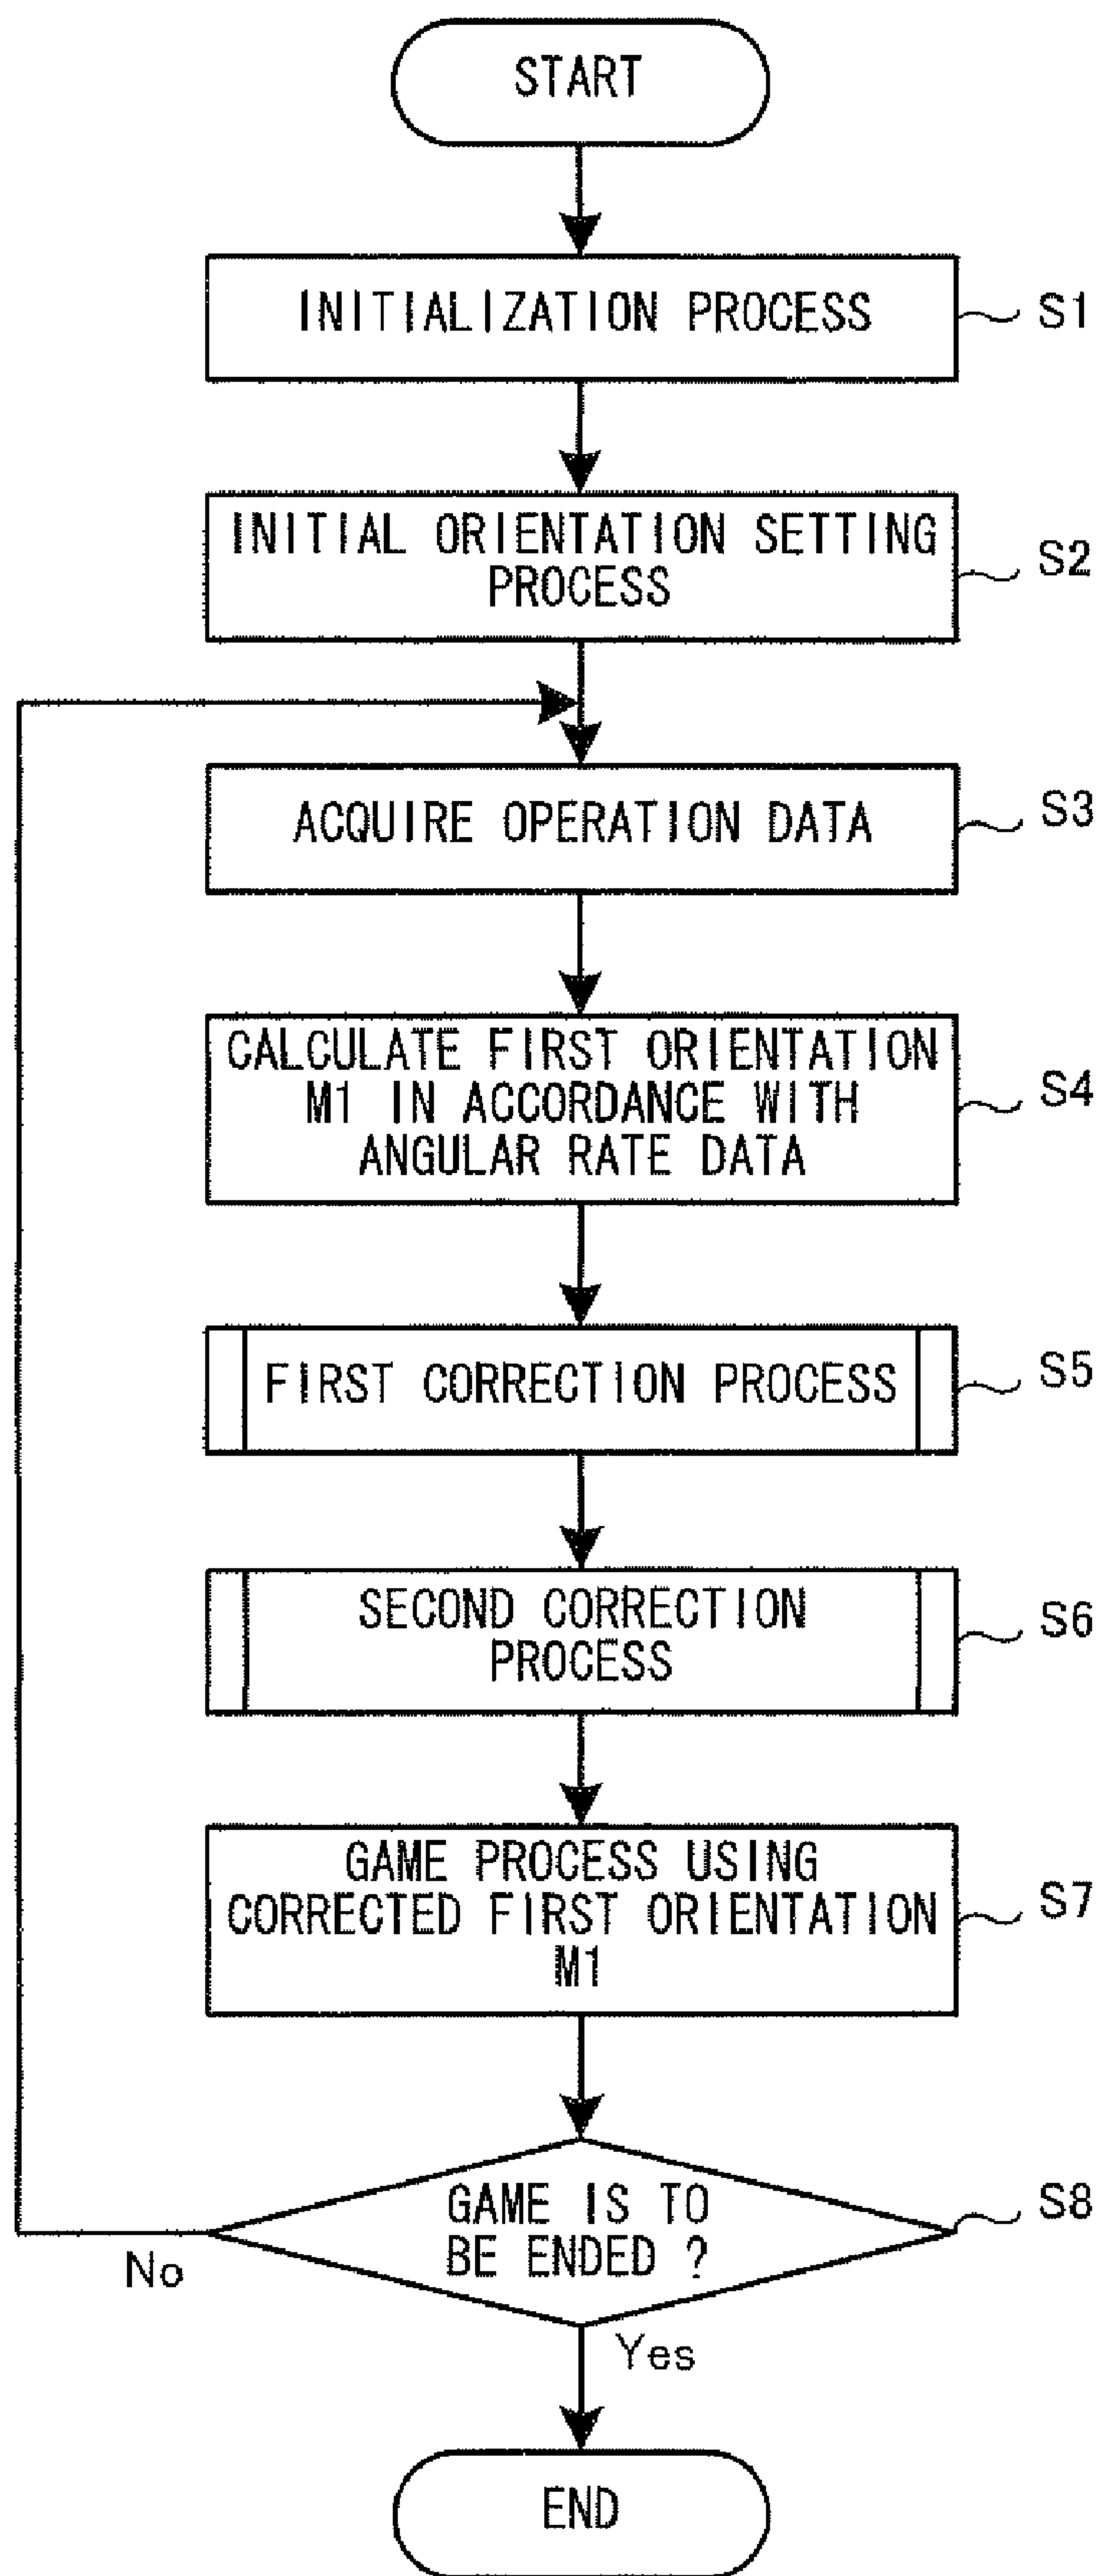 START
INITIALIZATION PROCESS
S1
INITIAL ORIENTATION SETTING
PROCESS
S2
ACQUIRE OPERATION DATA
S3
CALCULATE FIRST ORIENTATION
M1 IN ACCORDANCE WITH
ANGULAR RATE DATA
S4
FIRST CORRECTION PROCESS
S5
SECOND CORRECTION
PROCESS
S6
GAME PROCESS USING
CORRECTED FIRST ORIENTATION
M1
S7
GAME IS TO
BE ENDED ?
S8
No
Yes
END